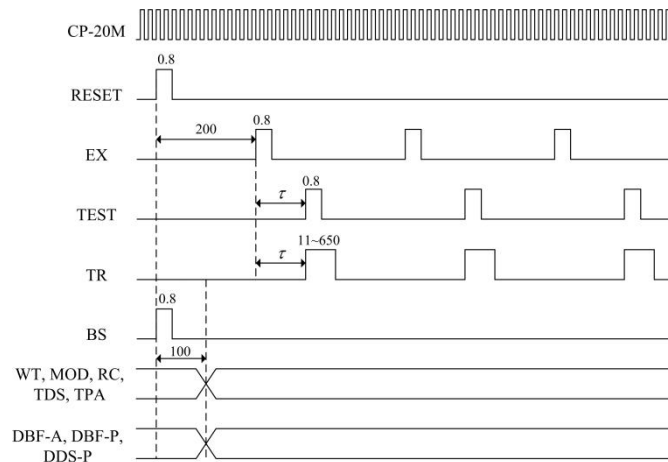 CP-20M
0.8
RESET
200
0.8
EX
τ
0.8
TEST
τ
11~650
TR
0.8
BS
100
WT, MOD, RC,
TDS, TPA
DBF-A, DBF-P,
DDS-P